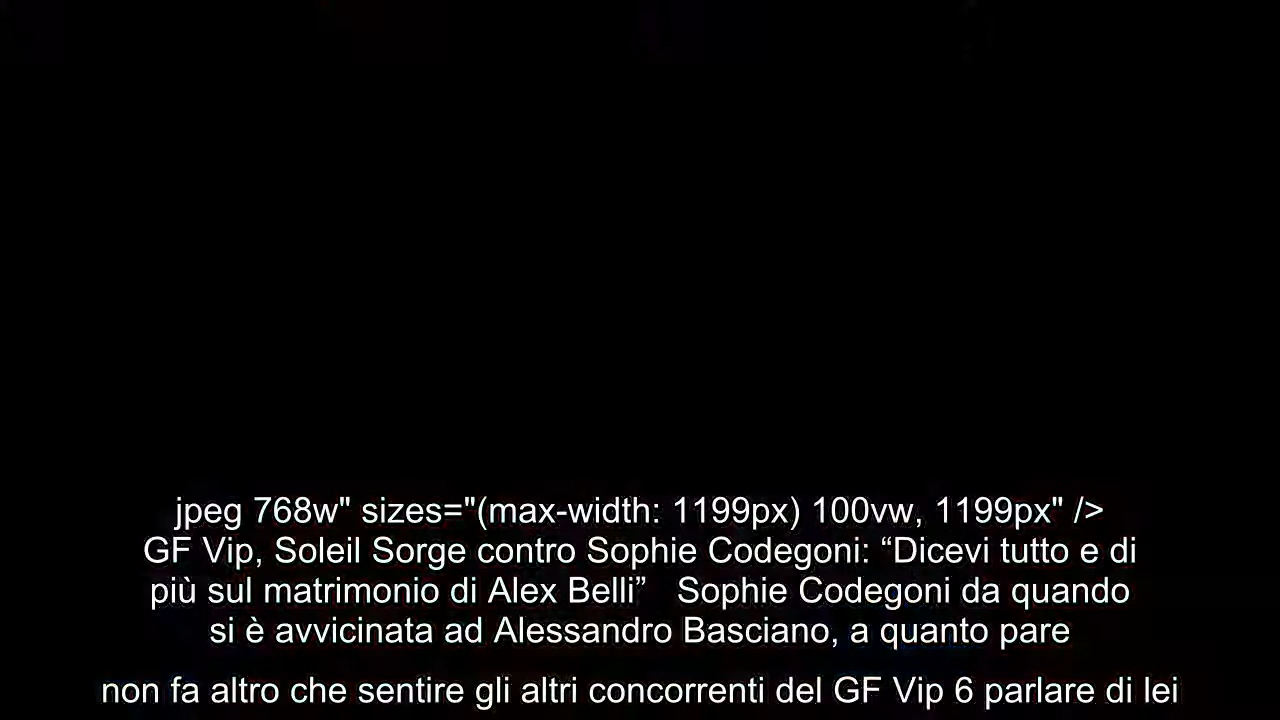 jpeg 768w" sizes="(max-width: 1199px) 100vw, 1199px" />
GF Vip, Soleil Sorge contro Sophie Codegoni: “Dicevi tutto e di
più sul matrimonio di Alex Belli”   Sophie Codegoni da quando
si è avvicinata ad Alessandro Basciano, a quanto pare
non fa altro che sentire gli altri concorrenti del GF Vip 6 parlare di lei